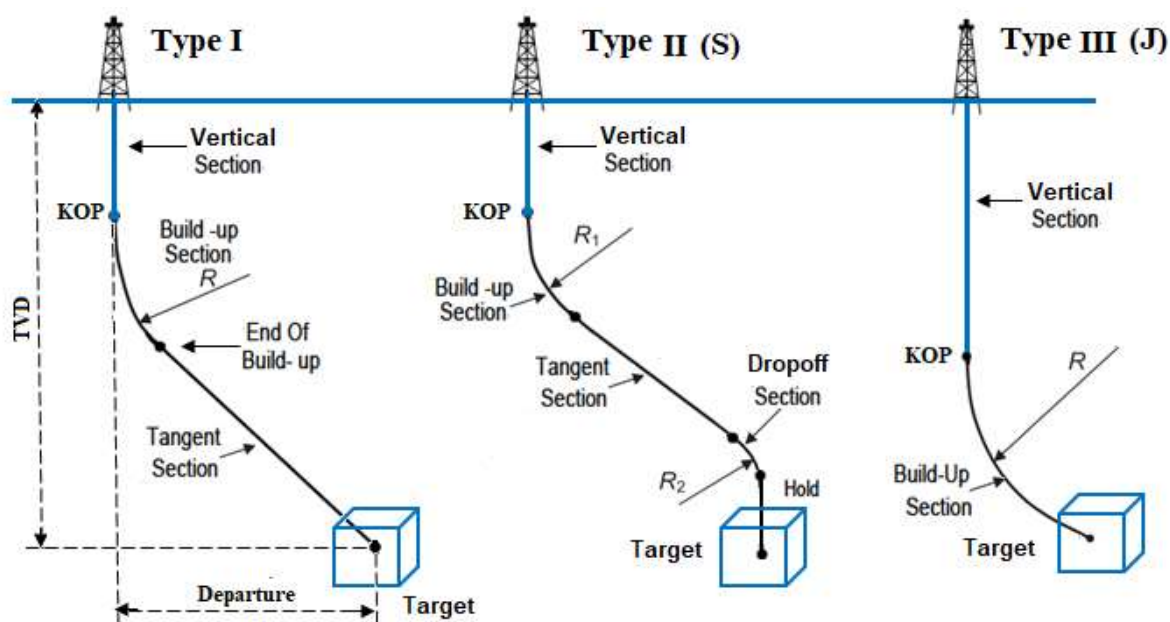 Type I
Vertical
Section
KOP
Build -up
Section
R
End Of
Build- up
TVD
Tangent
Section
Departure
Target
Type II (S)
Vertical
Section
KOP
R1
Build -up
Section
Tangent
Section
Dropoff
Section
R2
Hold
Target
Type III (J)
Vertical
Section
KOP
R
Build-Up
Section
Target